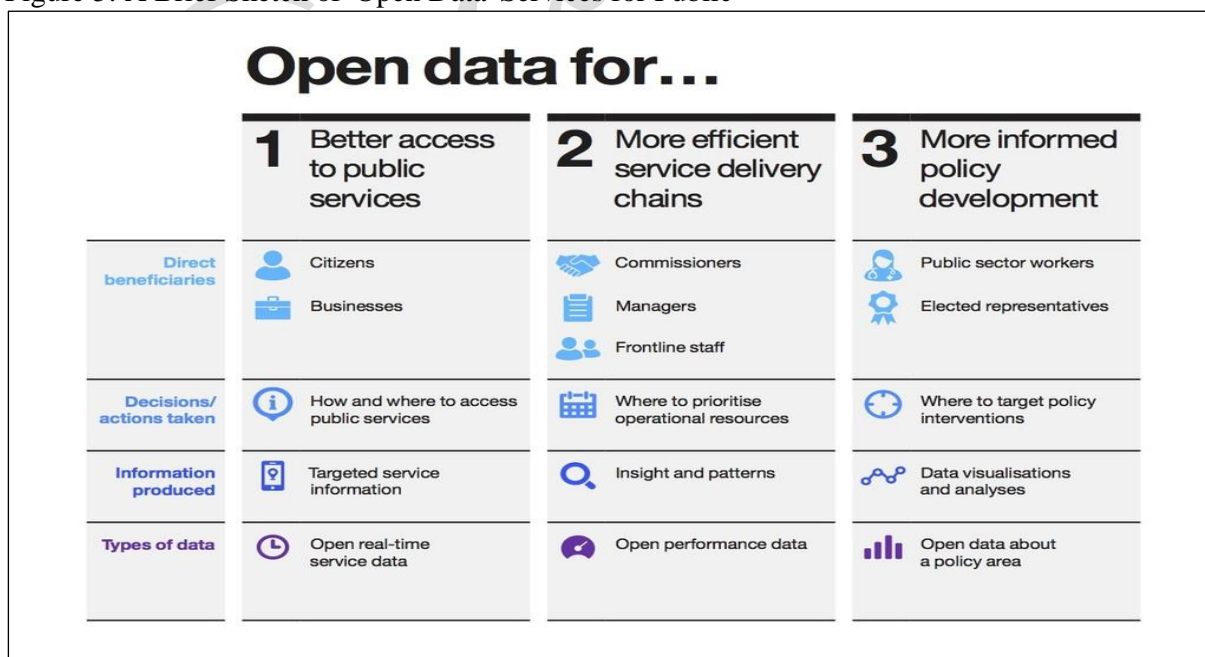 Figure 3: A Brief Sketch of 'Open Data' Services for Public
Open data for...
1 Better access
to public
services
2 More efficient
service delivery
chains
3 More informed
policy
development
Direct
beneficiaries
Citizens
Businesses
Commissioners
Managers
Frontline staff
Public sector workers
Elected representatives
Decisions/
actions taken
How and where to access
public services
Where to prioritise
operational resources
Where to target policy
interventions
Information
produced
Targeted service
information
Insight and patterns
Data visualisations
and analyses
Types of data
Open real-time
service data
Open performance data
Open data about
a policy area